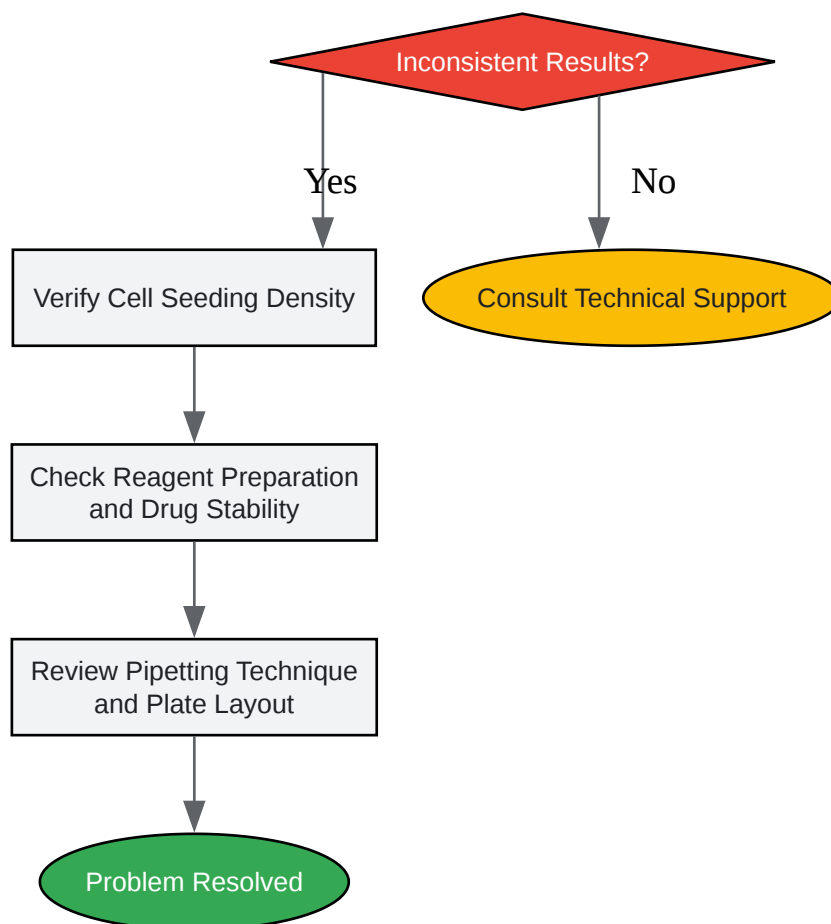 Inconsistent Results?
Yes
No
Verify Cell Seeding Density
Consult Technical Support
Check Reagent Preparation
and Drug Stability
Review Pipetting Technique
and Plate Layout
Problem Resolved